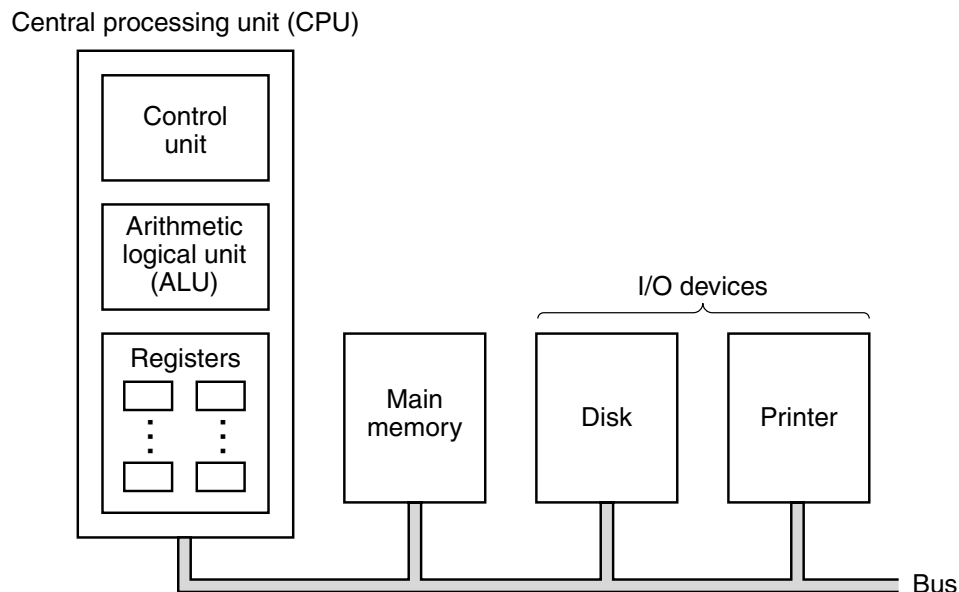 Central processing unit (CPU)
Control
unit
Arithmetic
logical unit
(ALU)
Registers
I/O devices
Main
memory
Disk
Printer
Bus